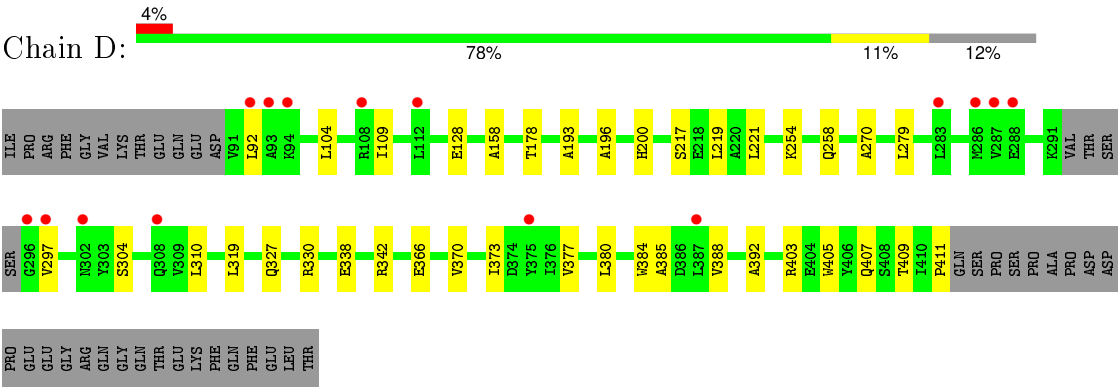 4%
Chain D:
78% 11% 12%
ILE PRO ARG PHE GLY VAL LYS THR GLU GLN GLU ASP V91 L92 A93 K94 L104 R108 I109 L112 E128 A158 T178 A193 A196 H200 S217 E218 L219 A220 L221 K254 Q258 A270 L279 L283 M286 V287 E288 K291 VAL THR SER
SER G296 V297 N302 Y303 S304 Q308 V309 L310 L319 Q327 R330 E338 R342 E366 V370 I373 D374 Y375 I376 V377 L380 W384 A385 D386 L387 V388 A392 R403 E404 W405 Y406 Q407 S408 T409 I410 P411 GLN SER PRO SER PRO ALA PRO ASP ASP
PRO GLU GLU GLY ARG GLN GLY GLN THR GLU LYS PHE GLN PHE GLU LEU THR